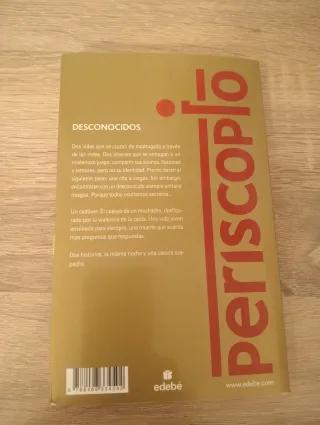 periscopio
DESCONOCIDOS
Dos vidas que se cruzan de madrugada a través
de las redes. Dos jóvenes que se entregan a un
misterioso juego: compartir sus sueños, ilusiones
y temores, pero no su identidad. Pronto darán el
siguiente paso: una cita a ciegas. Sin embargo,
encontrarse con un desconocido siempre entraña
riesgos. Porque todos ocultamos secretos...
Un cadáver. El cuerpo de un muchacho, desfigu-
rado por la violencia de la caída. Una vida joven
arruinada para siempre, una muerte que suscita
más preguntas que respuestas.
Dos historias, la misma noche y una única sos-
pecha.
edebé
www.edebe.com